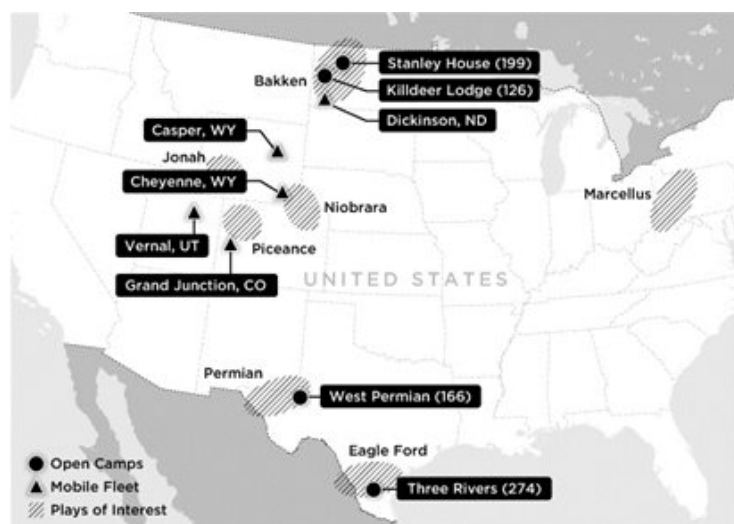 Stanley House (199)
Bakken
Killdeer Lodge (126)
Dickinson, ND
Casper, WY
Jonah
Cheyenne, WY
Marcellus
Niobrara
Vernal, UT
Piceance
Grand Junction, CO
UNITED STATES
Permian
West Permian (166)
Eagle Ford
Open Camps
Mobile Fleet
Three Rivers (274)
Plays of Interest